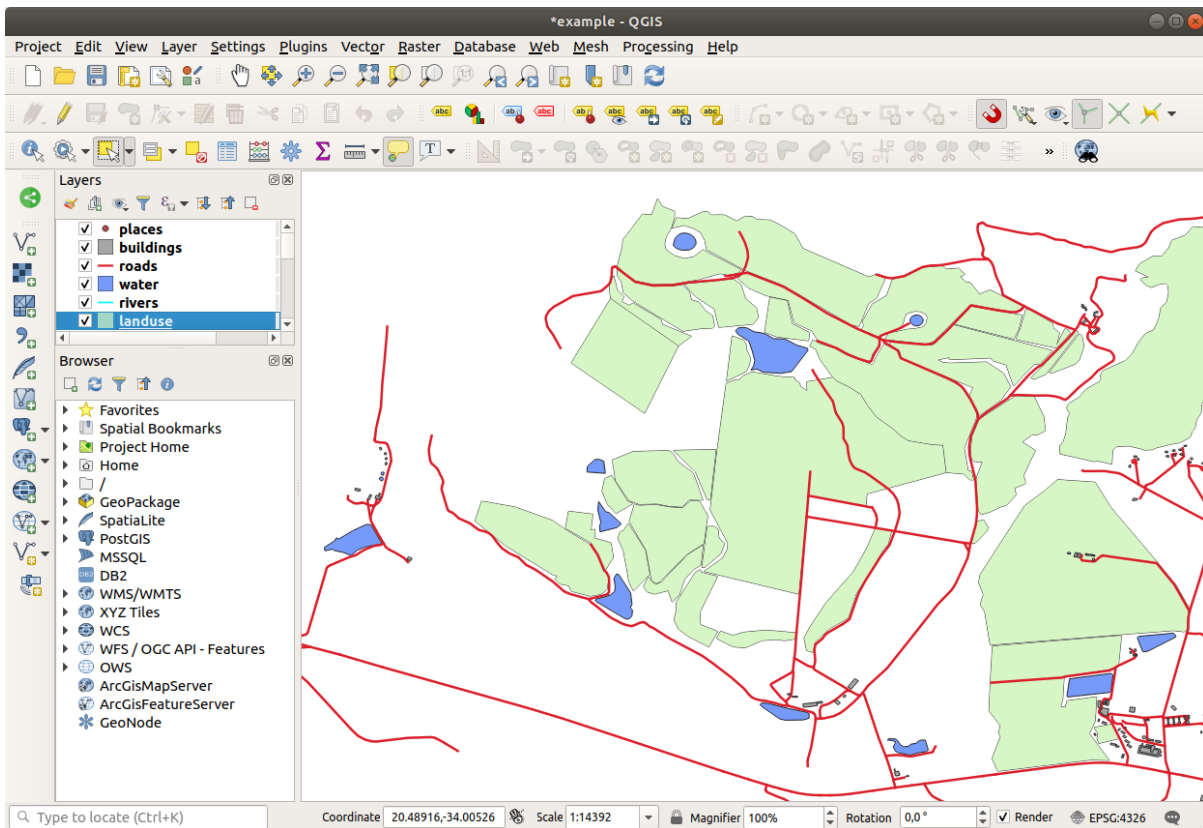 *example - QGIS
Project Edit View Layer Settings Plugins Vector Raster Database Web Mesh Processing Help
Layers
places
buildings
roads
water
rivers
landuse
Browser
Favorites
Spatial Bookmarks
Project Home
Home
/
GeoPackage
SpatiaLite
PostGIS
MSSQL
DB2
WMS/WMTS
XYZ Tiles
WCS
WFS / OGC API - Features
OWS
ArcGisMapServer
ArcGisFeatureServer
GeoNode
Type to locate (Ctrl+K) Coordinate 20.48916,-34.00526 Scale 1:14392 Magnifier 100% Rotation 0,0 ° Render EPSG:4326